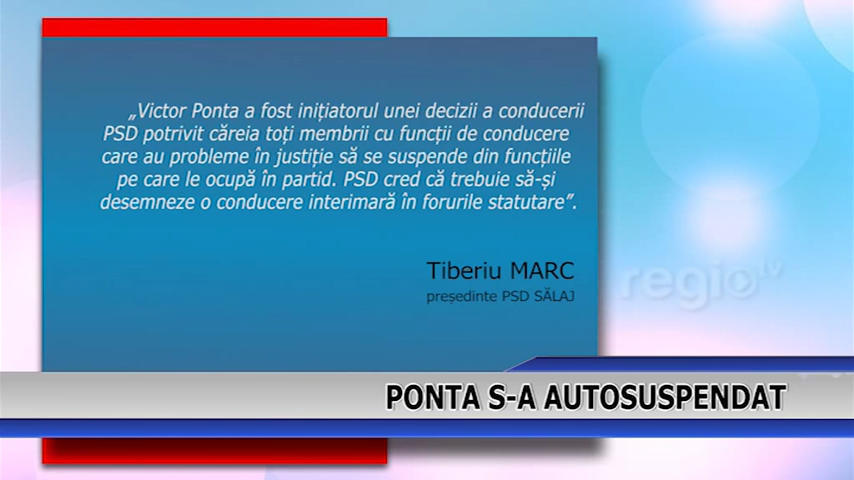 „Victor Ponta a fost inițiatorul unei decizii a conducerii
PSD potrivit căreia toți membrii cu funcții de conducere
care au probleme în justiție să se suspende din funcțiile
pe care le ocupă în partid. PSD cred că trebuie să-și
desemneze o conducere interimară în forurile statutare”.
Tiberiu MARC
președinte PSD SĂLAJ
regio tv
PONTA S-A AUTOSUSPENDAT